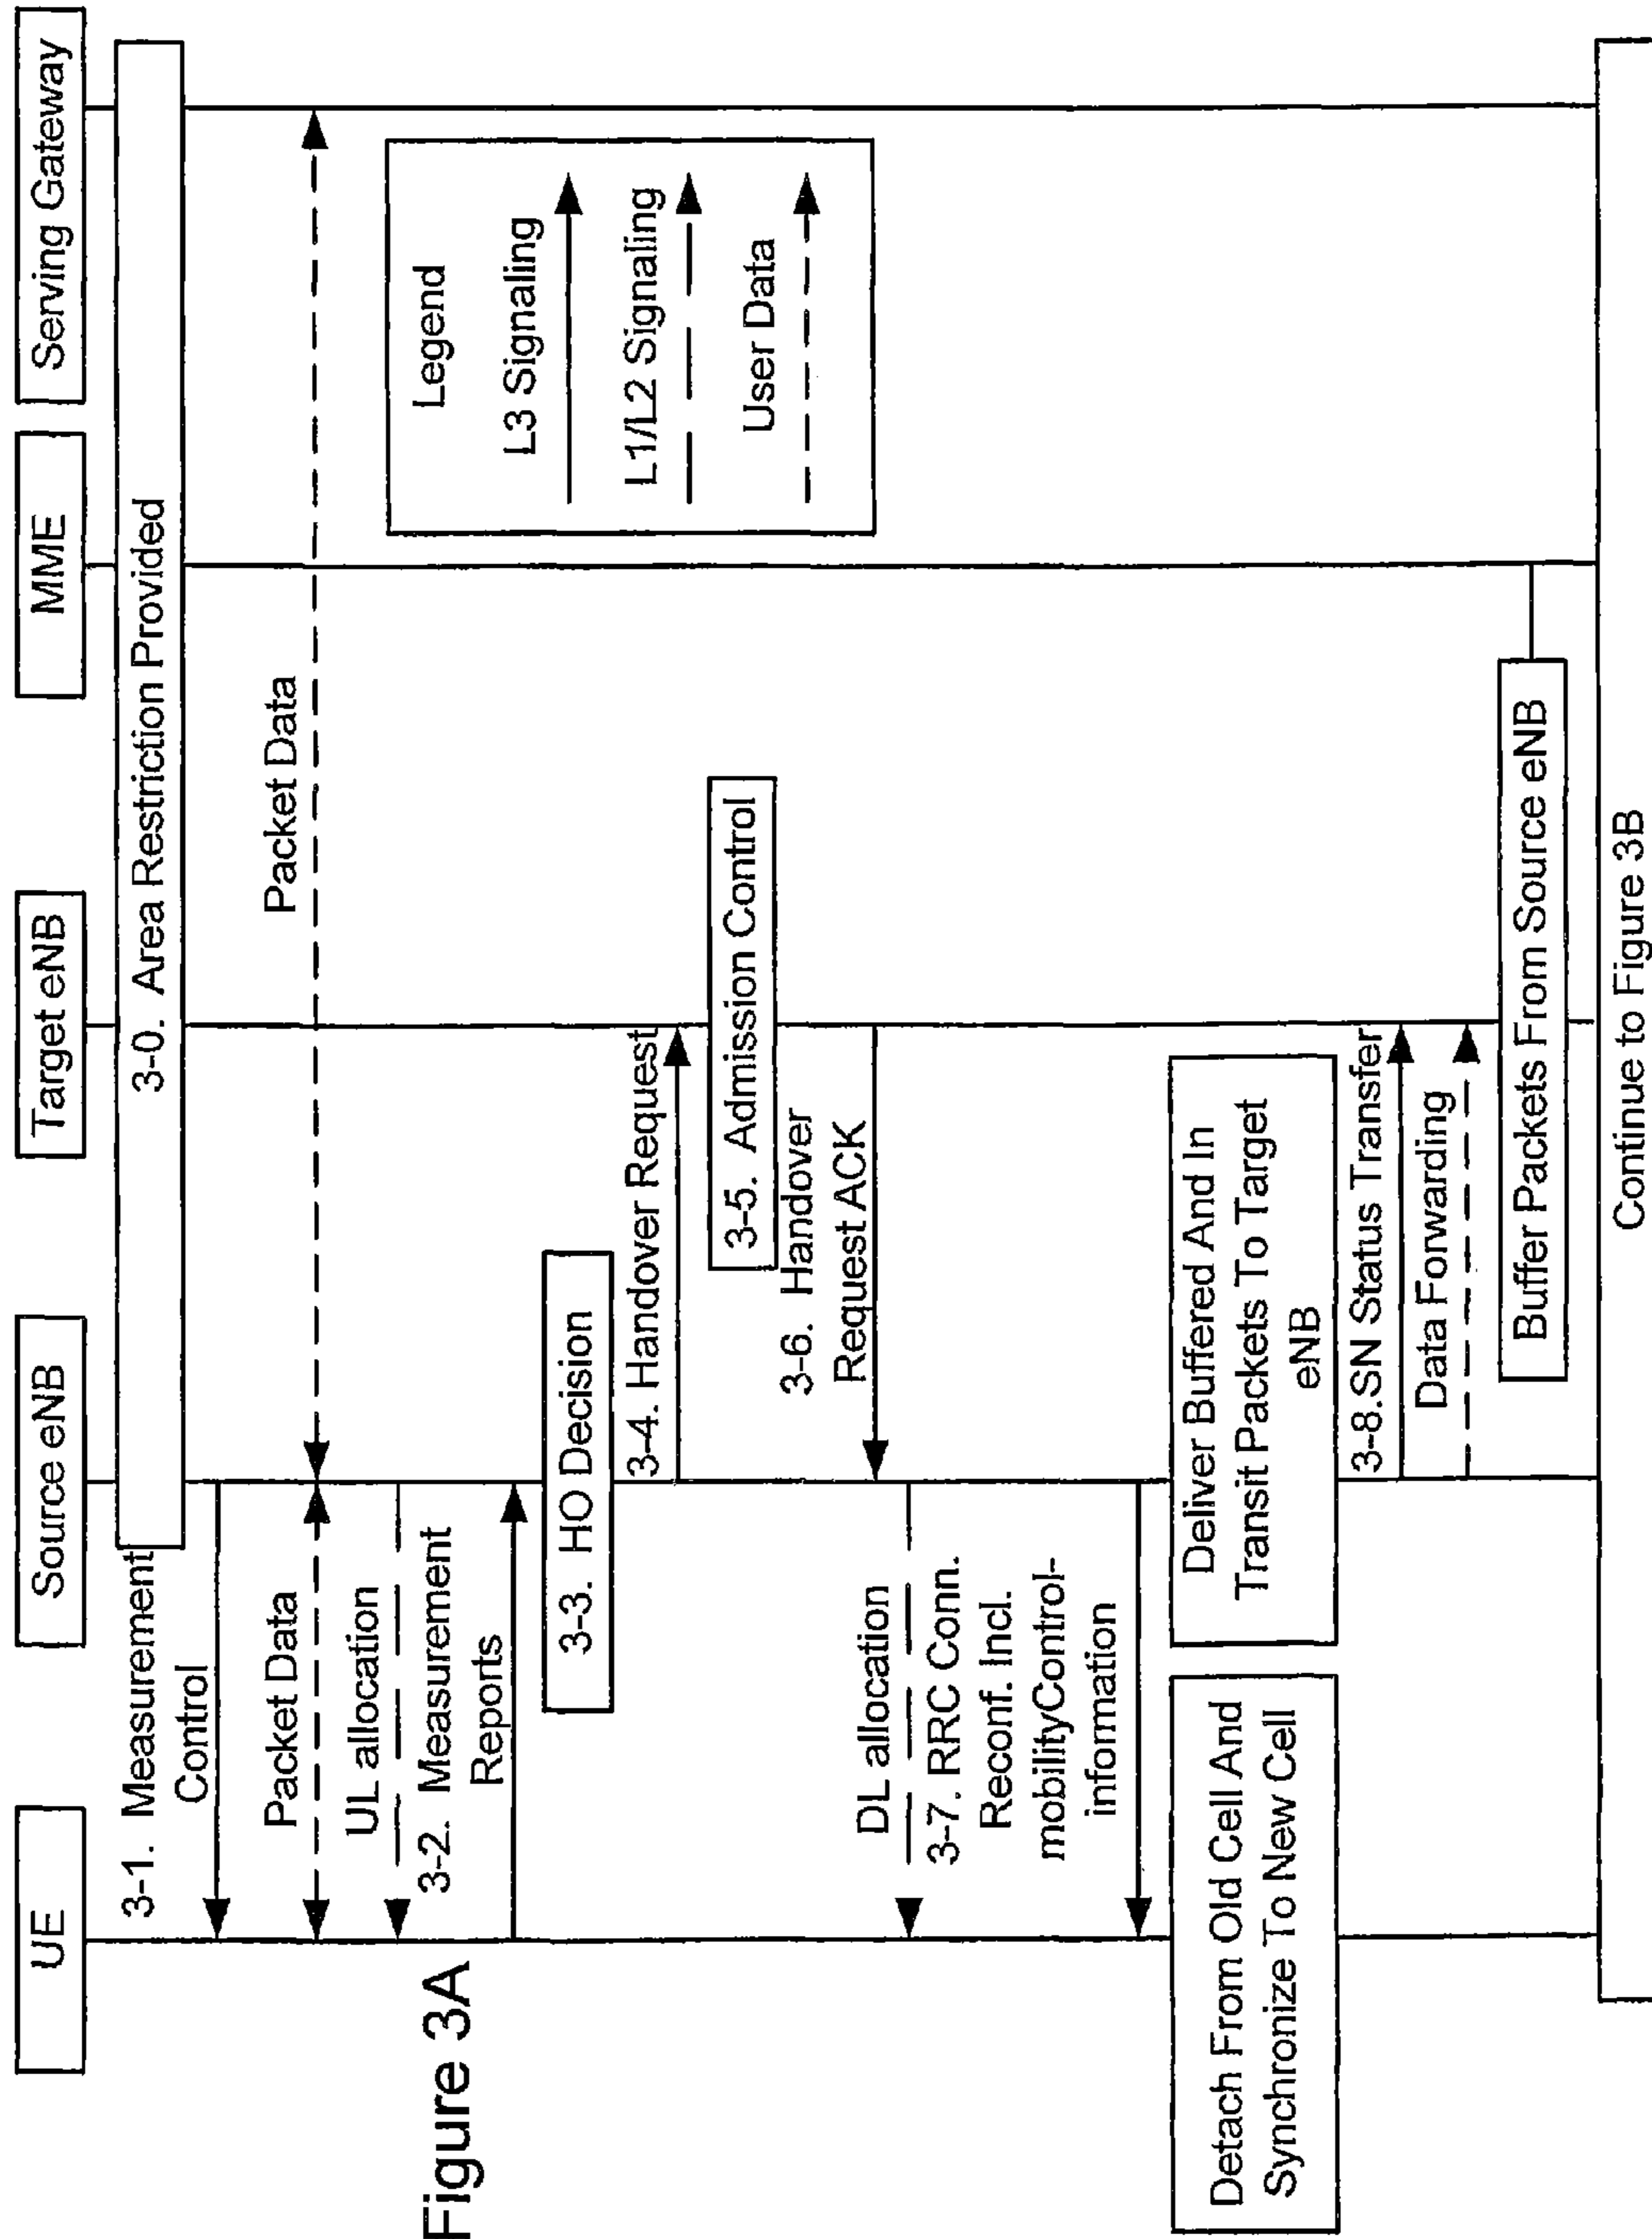 UE
Source eNB
Target eNB
MME
Serving Gateway
3-0. Area Restriction Provided
3-1. Measurement
Control
Packet Data
Packet Data
UL allocation
3-2. Measurement
Reports
Legend
L3 Signaling
L1/L2 Signaling
User Data
3-3. HO Decision
3-4. Handover Request
3-5. Admission Control
3-6. Handover
Request ACK
DL allocation
3-7. RRC Conn.
Reconf. Incl.
mobilityControl-
information
Detach From Old Cell And
Synchronize To New Cell
Deliver Buffered And In
Transit Packets To Target
eNB
3-8.SN Status Transfer
Data Forwarding
Buffer Packets From Source eNB
Continue to Figure 3B
Figure 3A